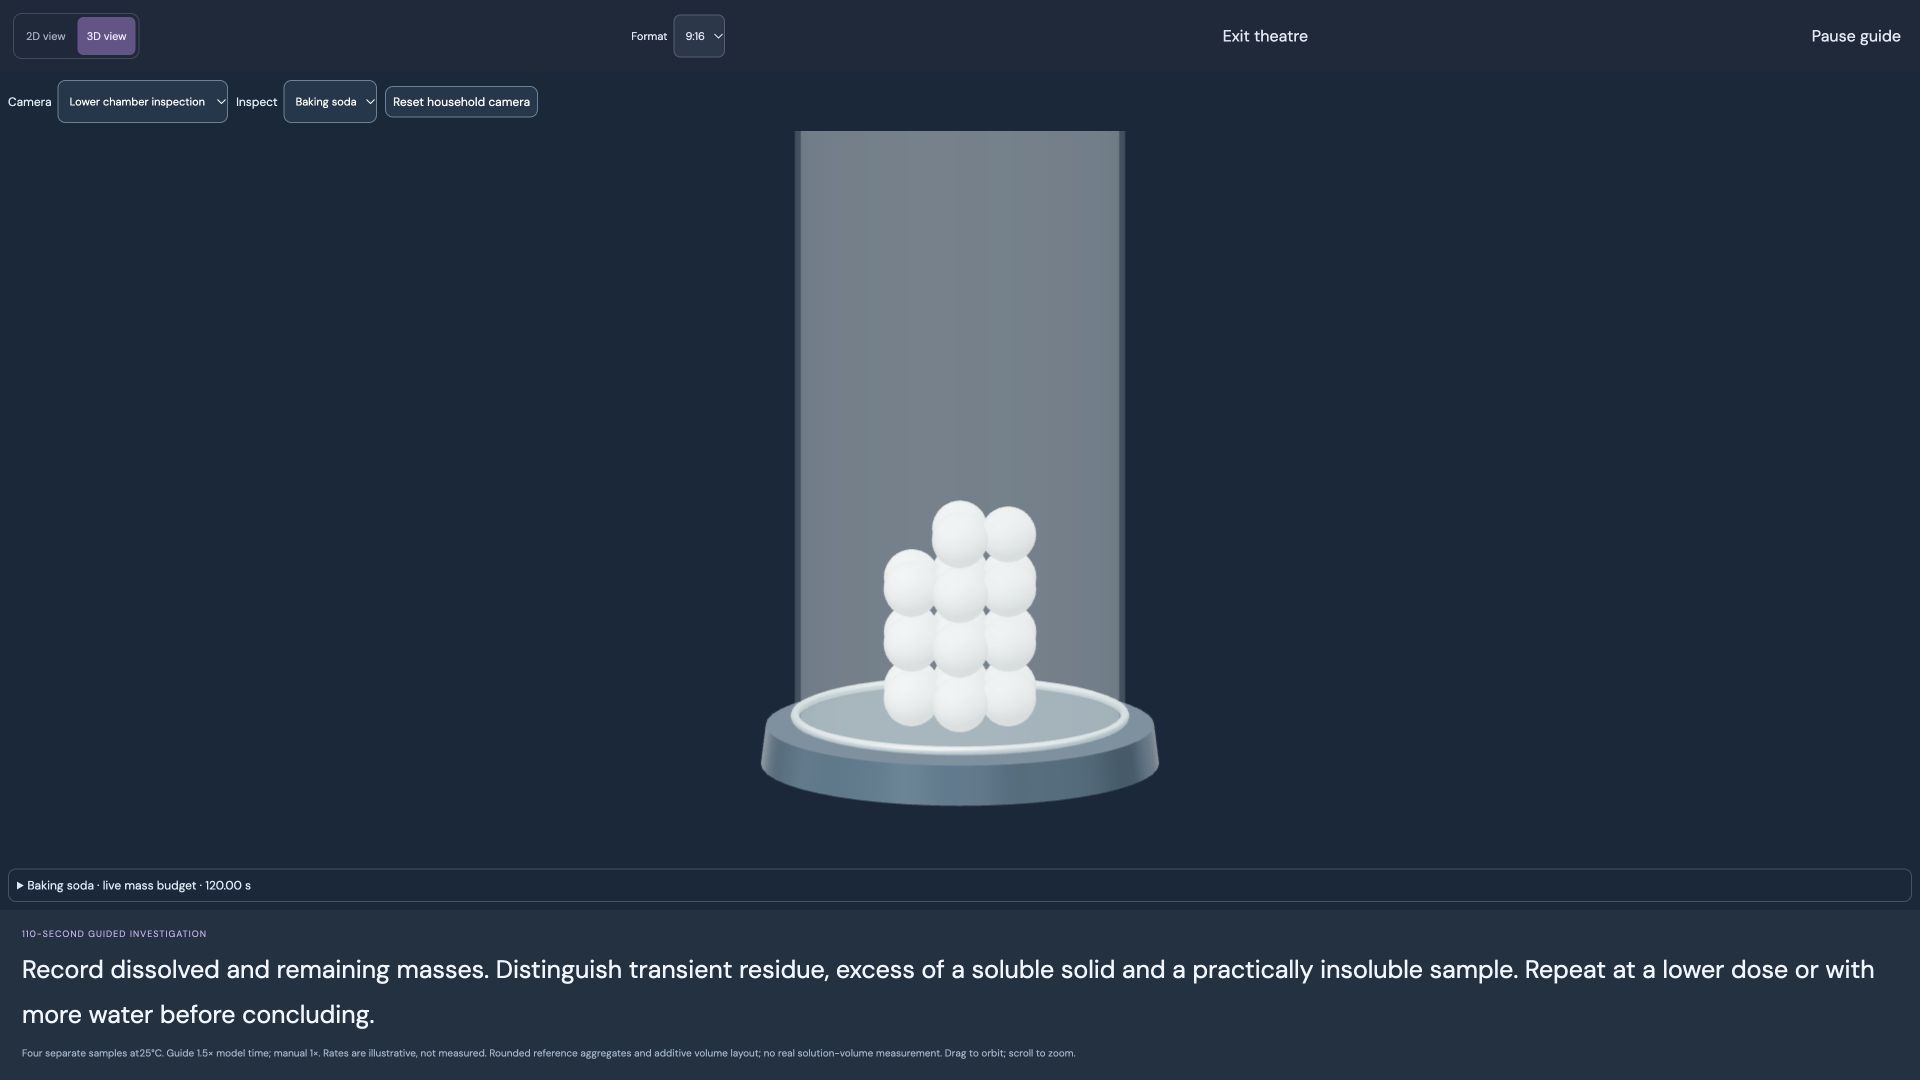 2D view 3D view Format 9:16 Exit theatre Pause guide
Camera Lower chamber inspection Inspect Baking soda Reset household camera
Baking soda · live mass budget · 120.00 s
110-SECOND GUIDED INVESTIGATION
Record dissolved and remaining masses. Distinguish transient residue, excess of a soluble solid and a practically insoluble sample. Repeat at a lower dose or with
more water before concluding.
Four separate samples at25°C. Guide 1.5× model time; manual 1×. Rates are illustrative, not measured. Rounded reference aggregates and additive volume layout; no real solution-volume measurement. Drag to orbit; scroll to zoom.